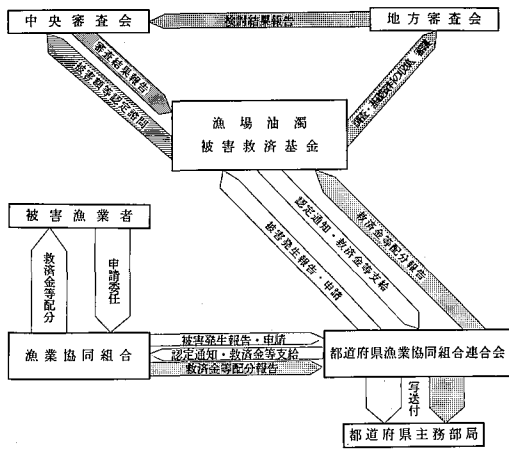 中央審査会
検討結果報告
地方審査会
審査結果報告
被害額等認定諮問
漁場油濁
被害救済基金
被害漁業者
救済金等配分
申請委任
被害発生報告・申請
認定通知・救済金等支給
救済金等配分報告
漁業協同組合
被害発生報告・申請
認定通知・救済金等支給
救済金等配分報告
都道府県漁業協同組合連合会
写送付
都道府県主務部局